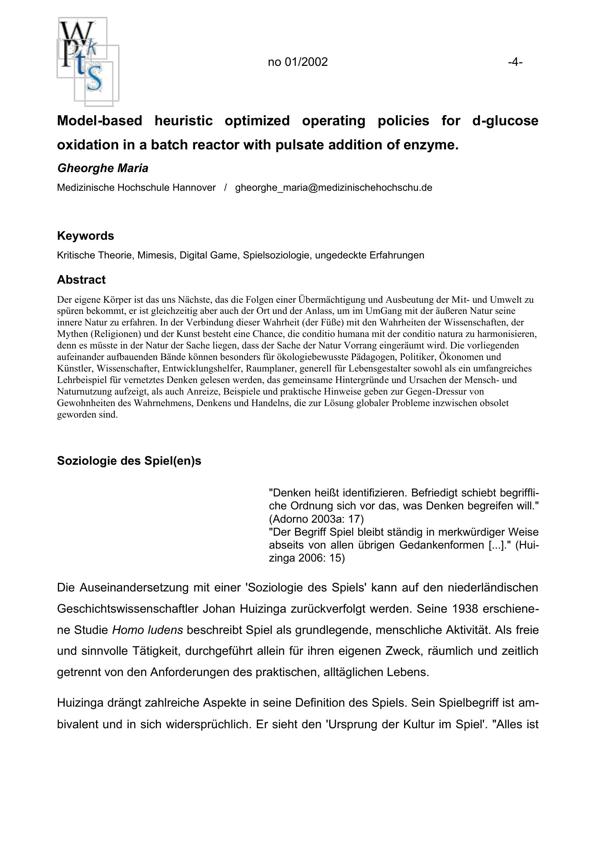 W
P k
t s
S
no 01/2002 -4-
Model-based heuristic optimized operating policies for d-glucose
oxidation in a batch reactor with pulsate addition of enzyme.
Gheorghe Maria
Medizinische Hochschule Hannover / gheorghe_maria@medizinischehochschu.de
Keywords
Kritische Theorie, Mimesis, Digital Game, Spielsoziologie, ungedeckte Erfahrungen
Abstract
Der eigene Körper ist das uns Nächste, das die Folgen einer Übermächtigung und Ausbeutung der Mit- und Umwelt zu
spüren bekommt, er ist gleichzeitig aber auch der Ort und der Anlass, um im UmGang mit der äußeren Natur seine
innere Natur zu erfahren. In der Verbindung dieser Wahrheit (der Füße) mit den Wahrheiten der Wissenschaften, der
Mythen (Religionen) und der Kunst besteht eine Chance, die conditio humana mit der conditio natura zu harmonisieren,
denn es müsste in der Natur der Sache liegen, dass der Sache der Natur Vorrang eingeräumt wird. Die vorliegenden
aufeinander aufbauenden Bände können besonders für ökologiebewusste Pädagogen, Politiker, Ökonomen und
Künstler, Wissenschafter, Entwicklungshelfer, Raumplaner, generell für Lebensgestalter sowohl als ein umfangreiches
Lehrbeispiel für vernetztes Denken gelesen werden, das gemeinsame Hintergründe und Ursachen der Mensch- und
Naturnutzung aufzeigt, als auch Anreize, Beispiele und praktische Hinweise geben zur Gegen-Dressur von
Gewohnheiten des Wahrnehmens, Denkens und Handelns, die zur Lösung globaler Probleme inzwischen obsolet
geworden sind.
Soziologie des Spiel(en)s
"Denken heißt identifizieren. Befriedigt schiebt begriffli-
che Ordnung sich vor das, was Denken begreifen will."
(Adorno 2003a: 17)
"Der Begriff Spiel bleibt ständig in merkwürdiger Weise
abseits von allen übrigen Gedankenformen [...]." (Hui-
zinga 2006: 15)
Die Auseinandersetzung mit einer 'Soziologie des Spiels' kann auf den niederländischen
Geschichtswissenschaftler Johan Huizinga zurückverfolgt werden. Seine 1938 erschiene-
ne Studie Homo ludens beschreibt Spiel als grundlegende, menschliche Aktivität. Als freie
und sinnvolle Tätigkeit, durchgeführt allein für ihren eigenen Zweck, räumlich und zeitlich
getrennt von den Anforderungen des praktischen, alltäglichen Lebens.
Huizinga drängt zahlreiche Aspekte in seine Definition des Spiels. Sein Spielbegriff ist am-
bivalent und in sich widersprüchlich. Er sieht den 'Ursprung der Kultur im Spiel'. "Alles ist